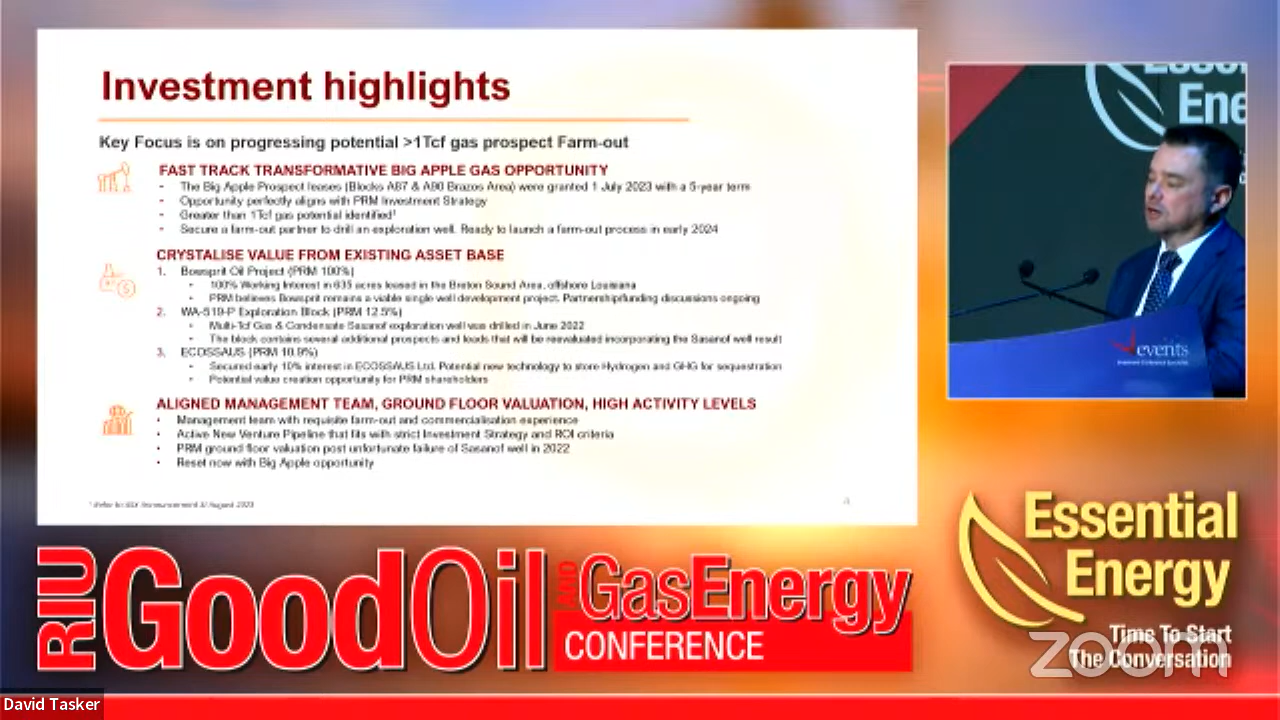 Investment highlights
Key Focus is on progressing potential >1Tcf gas prospect Farm-out
FAST TRACK TRANSFORMATIVE BIG APPLE GAS OPPORTUNITY
• The Big Apple Prospect leases (Blocks A87 & A90 Brazos Area) were granted 1 July 2023 with a 5-year term
• Opportunity perfectly aligns with PRM Investment Strategy
• Greater than 1Tcf gas potential identified¹
• Secure a farm-out partner to drill an exploration well. Ready to launch a farm-out process in early 2024
CRYSTALISE VALUE FROM EXISTING ASSET BASE
1. Bowsprit Oil Project (PRM 100%)
• 100% Working Interest in 635 acres leased in the Breton Sound Area, offshore Louisiana
• PRM believes Bowsprit remains a viable single well development project. Partnership/funding discussions ongoing
2. WA-519-P Exploration Block (PRM 12.5%)
• Multi-Tcf Gas & Condensate Sasanof exploration well was drilled in June 2022
• The block contains several additional prospects and leads that will be reevaluated incorporating the Sasanof well result
3. ECOSSAUS (PRM 10.9%)
• Secured early 10% interest in ECOSSAUS Ltd. Potential new technology to store Hydrogen and GHG for sequestration
• Potential value creation opportunity for PRM shareholders
ALIGNED MANAGEMENT TEAM, GROUND FLOOR VALUATION, HIGH ACTIVITY LEVELS
• Management team with requisite farm-out and commercialisation experience
• Active New Venture Pipeline that fits with strict Investment Strategy and ROI criteria
• PRM ground floor valuation post unfortunate failure of Sasanof well in 2022
• Reset now with Big Apple opportunity
¹ Refer to ASX Announcement August 2023
Ene
events
RIU
GoodOil
AND
GasEnergy
CONFERENCE
Essential
Energy
Time To Start
The Conversation
zoom
David Tasker